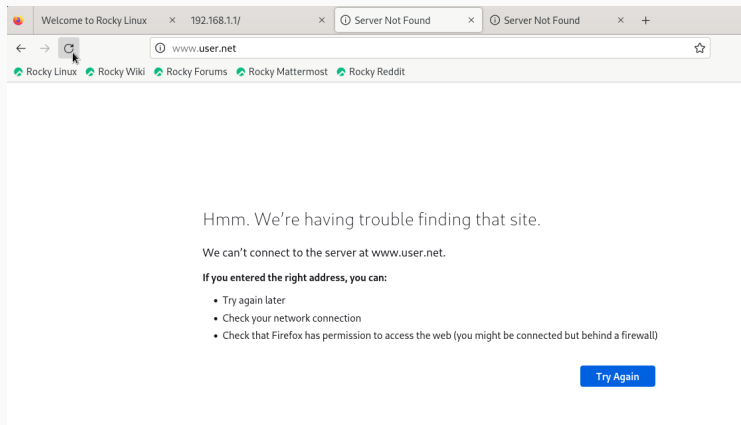 Welcome to Rocky Linux × 192.168.1.1/ × Server Not Found × Server Not Found × +
www.user.net
Rocky Linux Rocky Wiki Rocky Forums Rocky Mattermost Rocky Reddit
Hmm. We’re having trouble finding that site.
We can’t connect to the server at www.user.net.
If you entered the right address, you can:
• Try again later
• Check your network connection
• Check that Firefox has permission to access the web (you might be connected but behind a firewall)
Try Again